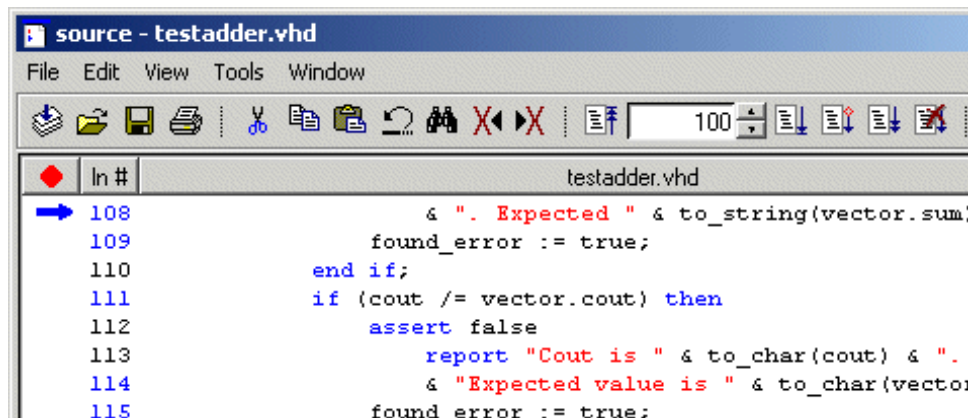 source - testadder.vhd
File Edit View Tools Window
100
ln # testadder.vhd
108 & ". Expected " & to_string(vector.sum)
109 found_error := true;
110 end if;
111 if (cout /= vector.cout) then
112 assert false
113 report "Cout is " & to_char(cout) & ".
114 & "Expected value is " & to_char(vector
115 found_error := true;